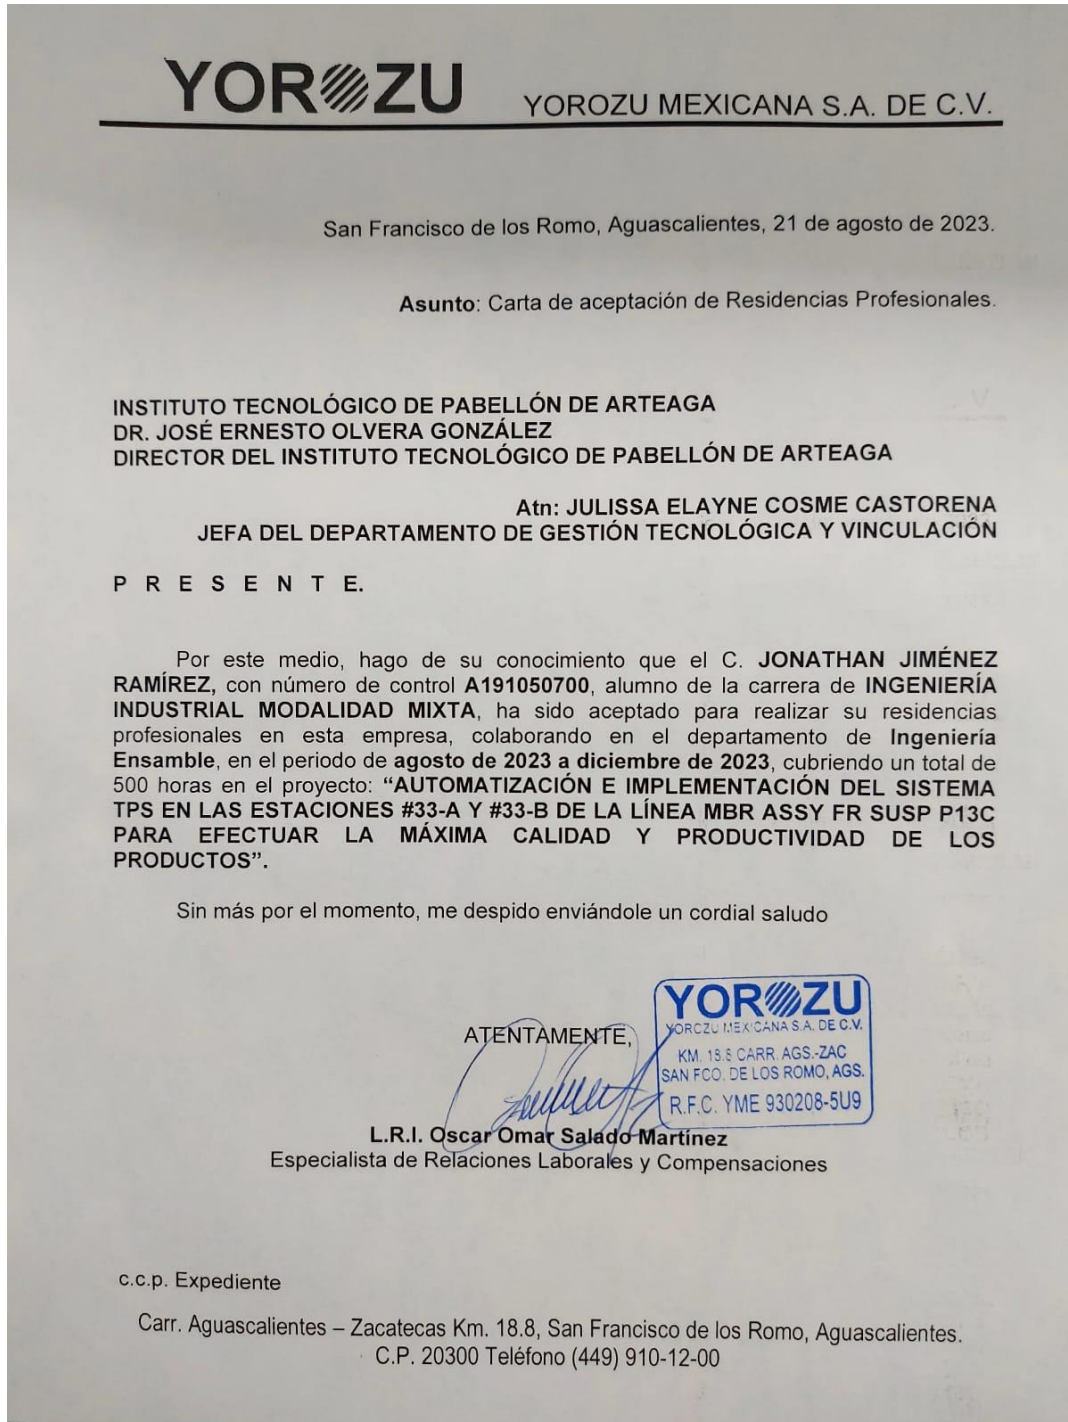 YOROZU
YOROZU MEXICANA S.A. DE C.V.
San Francisco de los Romo, Aguascalientes, 21 de agosto de 2023.
Asunto: Carta de aceptación de Residencias Profesionales.
INSTITUTO TECNOLÓGICO DE PABELLÓN DE ARTEAGA
DR. JOSÉ ERNESTO OLVERA GONZÁLEZ
DIRECTOR DEL INSTITUTO TECNOLÓGICO DE PABELLÓN DE ARTEAGA
Atn: JULISSA ELAYNE COSME CASTORENA
JEFA DEL DEPARTAMENTO DE GESTIÓN TECNOLÓGICA Y VINCULACIÓN
P R E S E N T E.
Por este medio, hago de su conocimiento que el C. JONATHAN JIMÉNEZ
RAMÍREZ, con número de control A191050700, alumno de la carrera de INGENIERÍA
INDUSTRIAL MODALIDAD MIXTA, ha sido aceptado para realizar su residencias
profesionales en esta empresa, colaborando en el departamento de Ingeniería
Ensamble, en el periodo de agosto de 2023 a diciembre de 2023, cubriendo un total de
500 horas en el proyecto: “AUTOMATIZACIÓN E IMPLEMENTACIÓN DEL SISTEMA
TPS EN LAS ESTACIONES #33-A Y #33-B DE LA LÍNEA MBR ASSY FR SUSP P13C
PARA EFECTUAR LA MÁXIMA CALIDAD Y PRODUCTIVIDAD DE LOS
PRODUCTOS”.
Sin más por el momento, me despido enviándole un cordial saludo
ATENTAMENTE,
YOROZU
YOROZU MEXICANA S.A. DE C.V.
KM. 18.8 CARR. AGS.-ZAC
SAN FCO. DE LOS ROMO, AGS.
R.F.C. YME 930208-5U9
L.R.I. Oscar Omar Salado Martínez
Especialista de Relaciones Laborales y Compensaciones
c.c.p. Expediente
Carr. Aguascalientes – Zacatecas Km. 18.8, San Francisco de los Romo, Aguascalientes.
C.P. 20300 Teléfono (449) 910-12-00